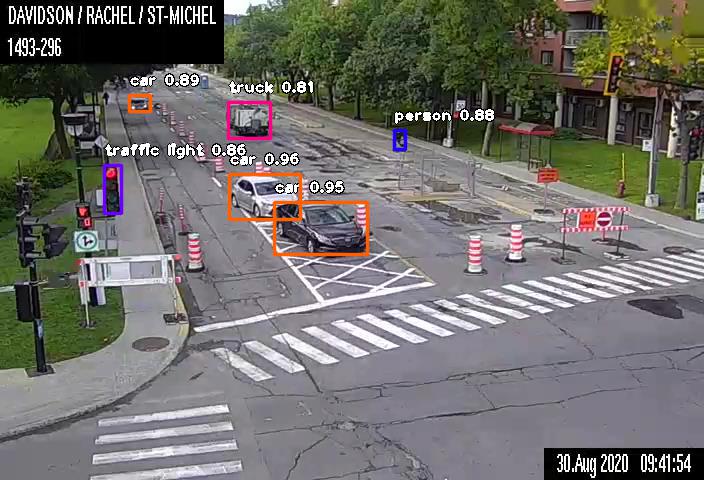 DAVIDSON / RACHEL / ST-MICHEL
1493-296
car 0.89
truck 0.81
person 0.88
traffic light 0.86
car 0.96
car 0.95
30.Aug 2020 09:41:54